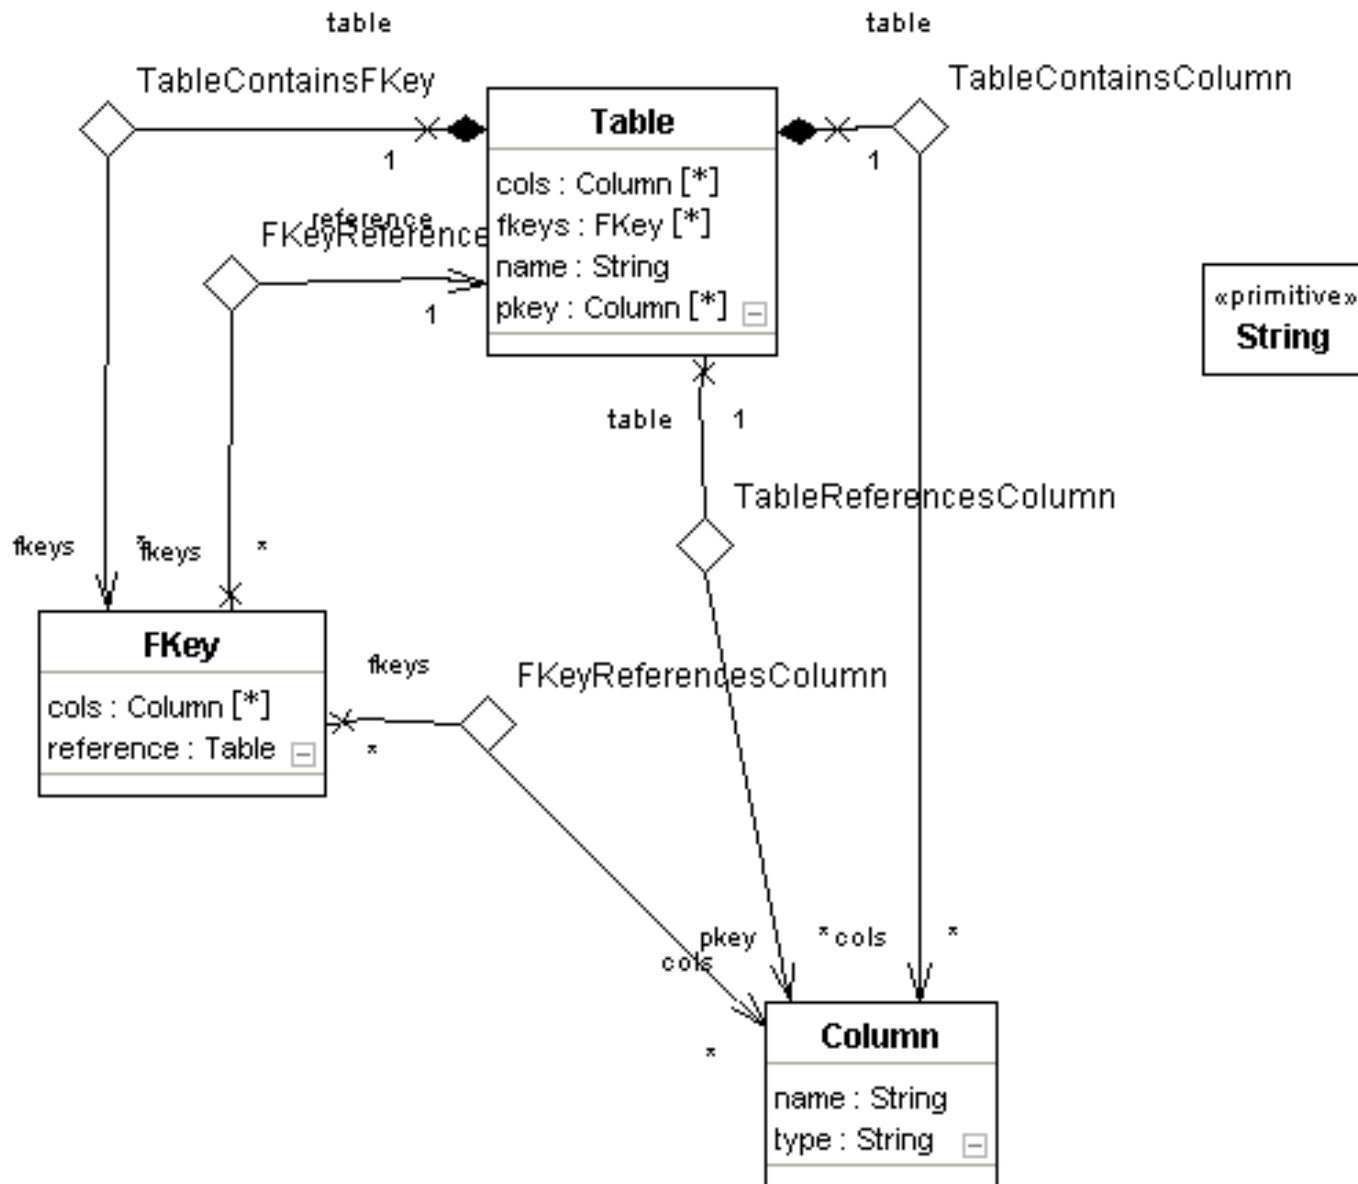 table
table
TableContainsFKey
TableContainsColumn
Table
1
1
cols : Column [*]
fkeys : FKey [*]
name : String
pkey : Column [*]
reference
FKeyReference
1
«primitive»
String
table
1
TableReferencesColumn
fkeys
*
fkeys
*
FKey
cols : Column [*]
reference : Table
fkeys
*
FKeyReferencesColumn
pkey
*
cols
*
cols
*
Column
name : String
type : String